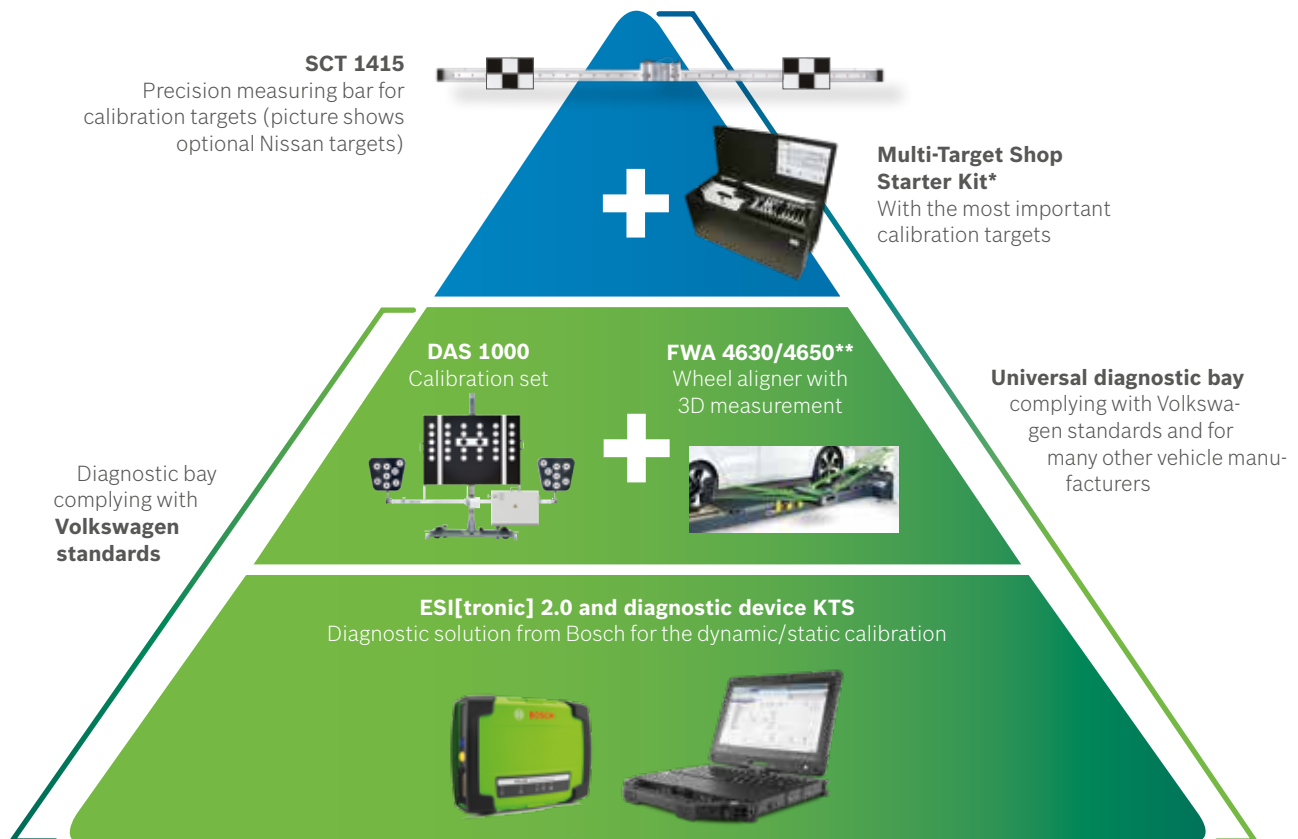 SCT 1415
Precision measuring bar for
calibration targets (picture shows
optional Nissan targets)
Multi-Target Shop
Starter Kit*
With the most important
calibration targets
DAS 1000
Calibration set
FWA 4630/4650**
Wheel aligner with
3D measurement
Universal diagnostic bay
complying with Volkswa-
gen standards and for
many other vehicle manu-
facturers
Diagnostic bay
complying with
Volkswagen
standards
ESI[tronic] 2.0 and diagnostic device KTS
Diagnostic solution from Bosch for the dynamic/static calibration
BOSCH